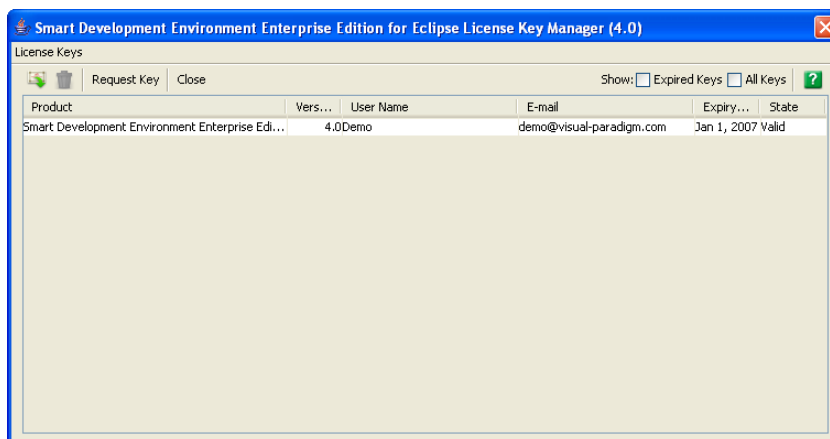 Smart Development Environment Enterprise Edition for Eclipse License Key Manager (4.0)
License Keys
Request Key Close Show: Expired Keys All Keys ?
Product Vers... User Name E-mail Expiry... State
Smart Development Environment Enterprise Edi... 4.0 Demo demo@visual-paradigm.com Jan 1, 2007 Valid